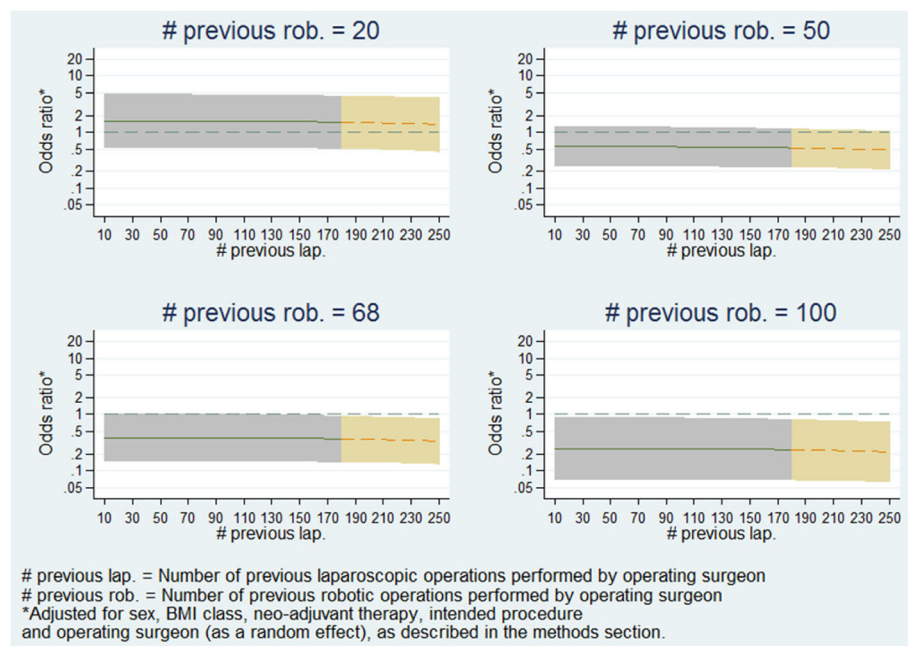 # previous rob. = 20
20
10
5
2
1
.5
.2
.1
.05
Odds ratio*
10 30 50 70 90 110 130 150 170 190 210 230 250
# previous lap.
# previous rob. = 50
20
10
5
2
1
.5
.2
.1
.05
Odds ratio*
10 30 50 70 90 110 130 150 170 190 210 230 250
# previous lap.
# previous rob. = 68
20
10
5
2
1
.5
.2
.1
.05
Odds ratio*
10 30 50 70 90 110 130 150 170 190 210 230 250
# previous lap.
# previous rob. = 100
20
10
5
2
1
.5
.2
.1
.05
Odds ratio*
10 30 50 70 90 110 130 150 170 190 210 230 250
# previous lap.
# previous lap. = Number of previous laparoscopic operations performed by operating surgeon
# previous rob. = Number of previous robotic operations performed by operating surgeon
*Adjusted for sex, BMI class, neo-adjuvant therapy, intended procedure
and operating surgeon (as a random effect), as described in the methods section.